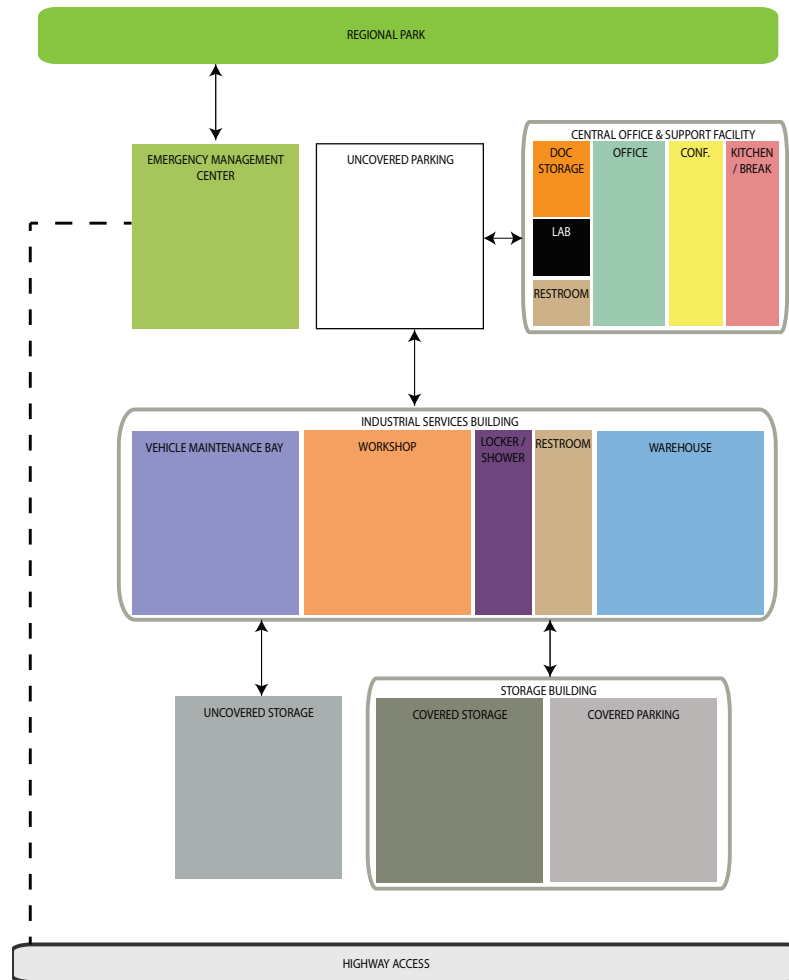 REGIONAL PARK
EMERGENCY MANAGEMENT
CENTER
UNCOVERED PARKING
CENTRAL OFFICE & SUPPORT FACILITY
DOC
STORAGE
OFFICE
CONF.
KITCHEN
/ BREAK
LAB
RESTROOM
INDUSTRIAL SERVICES BUILDING
VEHICLE MAINTENANCE BAY
WORKSHOP
LOCKER /
SHOWER
RESTROOM
WAREHOUSE
UNCOVERED STORAGE
STORAGE BUILDING
COVERED STORAGE
COVERED PARKING
HIGHWAY ACCESS